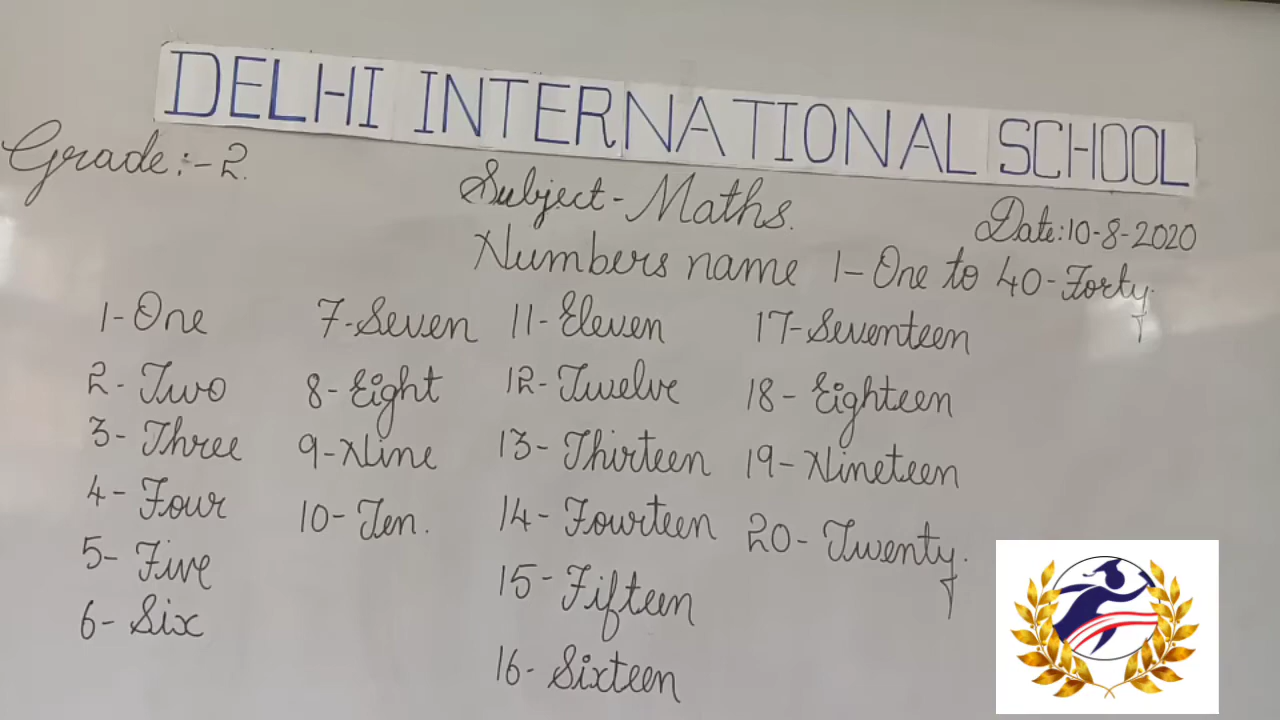 DELHI INTERNATIONAL SCHOOL
Grade:-2.
Subject-Maths.
Date:10-8-2020
Numbers name 1-One to 40-Forty.
1-One
2-Two
3-Three
4-Four
5-Five
6-Six
7-Seven
8-Eight
9-Nine
10-Ten.
11-Eleven
12-Twelve
13-Thirteen
14-Fourteen
15-Fifteen
16-Sixteen
17-Seventeen
18-Eighteen
19-Nineteen
20-Twenty.